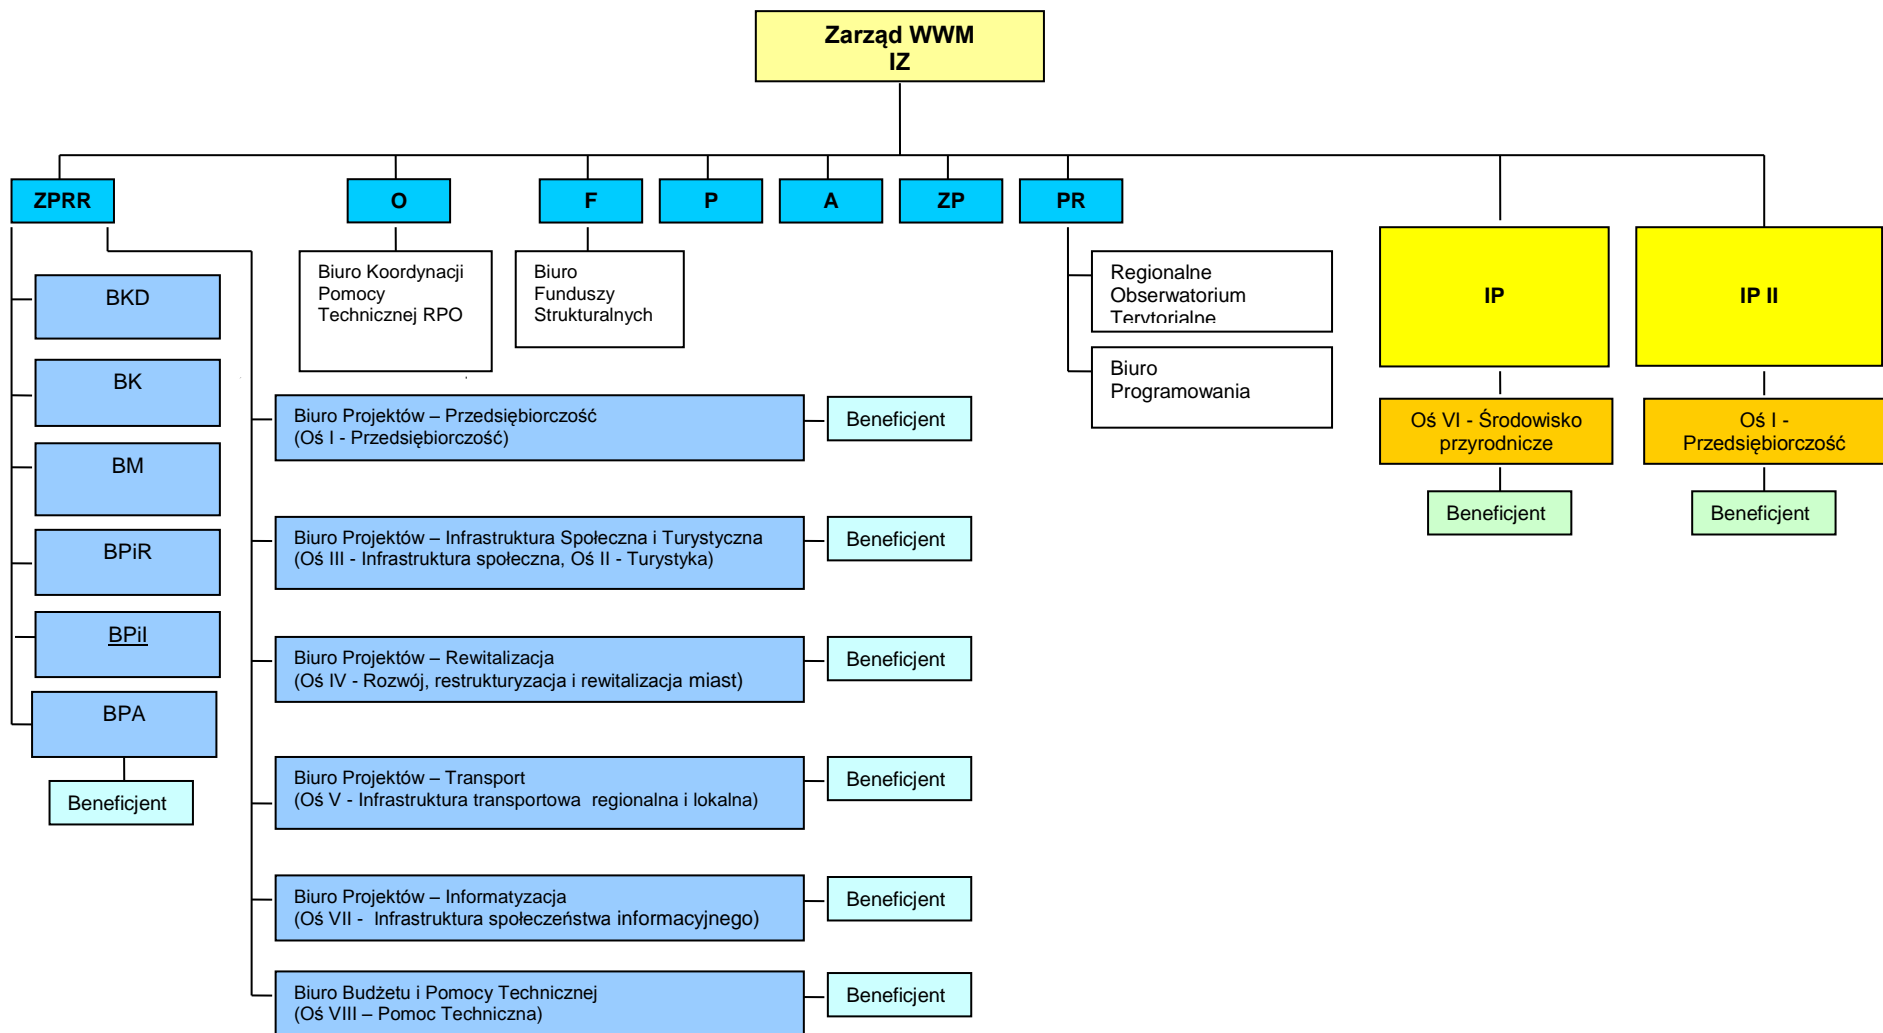 Zarząd WWM
IZ
ZPRR
O
F
P
A
ZP
PR
Biuro Koordynacji
Pomocy
Technicznej RPO
Biuro
Funduszy
Strukturalnych
Regionalne
Obserwatorium
Terytorialne
Biuro
Programowania
IP
IP II
Oś VI - Środowisko
przyrodnicze
Oś I -
Przedsiębiorczość
Beneficjent
Beneficjent
BKD
BK
BM
BPiR
BPiI
BPA
Beneficjent
Biuro Projektów – Przedsiębiorczość
(Oś I - Przedsiębiorczość)
Beneficjent
Biuro Projektów – Infrastruktura Społeczna i Turystyczna
(Oś III - Infrastruktura społeczna, Oś II - Turystyka)
Beneficjent
Biuro Projektów – Rewitalizacja
(Oś IV - Rozwój, restrukturyzacja i rewitalizacja miast)
Beneficjent
Biuro Projektów – Transport
(Oś V - Infrastruktura transportowa regionalna i lokalna)
Beneficjent
Biuro Projektów – Informatyzacja
(Oś VII - Infrastruktura społeczeństwa informacyjnego)
Beneficjent
Biuro Budżetu i Pomocy Technicznej
(Oś VIII – Pomoc Techniczna)
Beneficjent